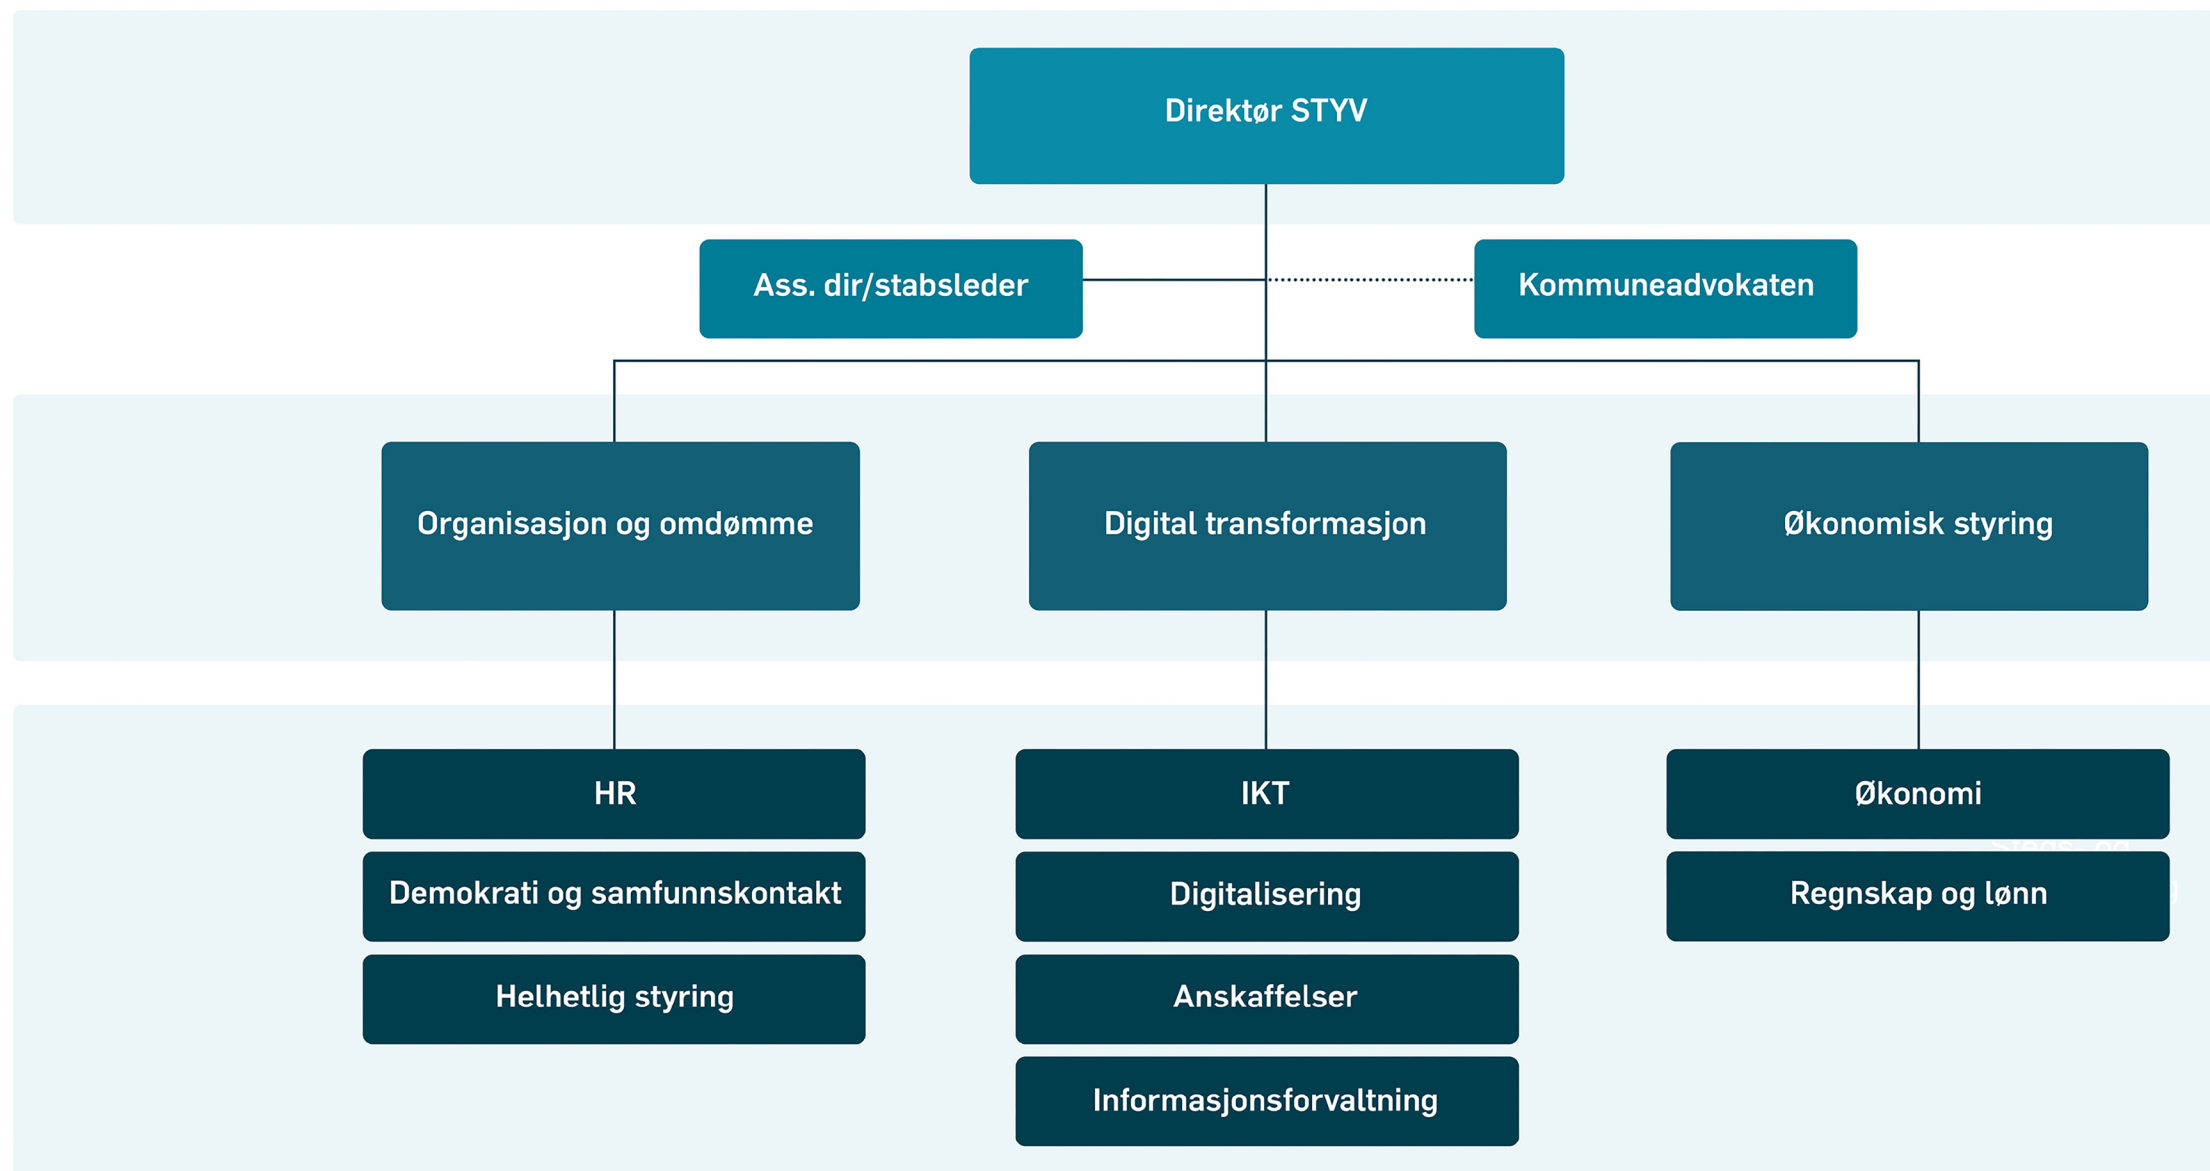 Direktør STYV
Ass. dir/stabsleder
Kommuneadvokaten
Organisasjon og omdømme
Digital transformasjon
Økonomisk styring
HR
IKT
Økonomi
Demokrati og samfunnskontakt
Digitalisering
Regnskap og lønn
Helhetlig styring
Anskaffelser
Informasjonsforvaltning